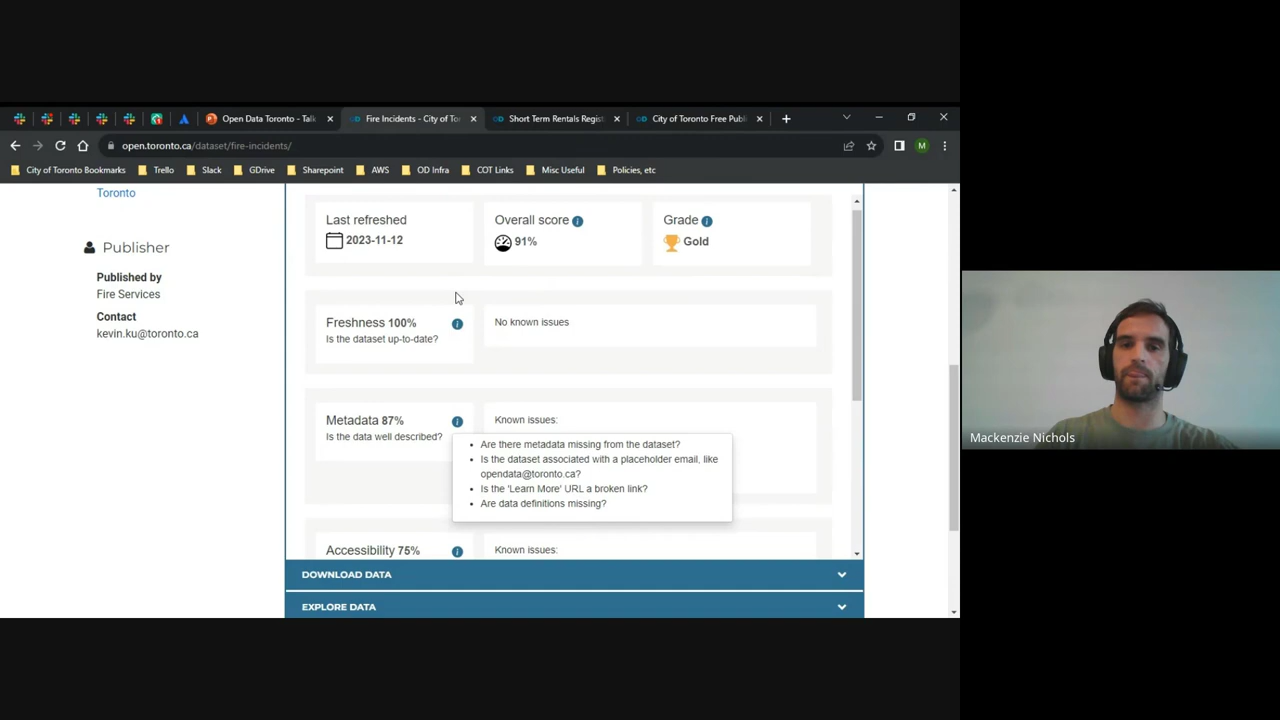 Open Data Toronto - Talk
Fire Incidents - City of Tor
Short Term Rentals Regist
City of Toronto Free Publ
open.toronto.ca/dataset/fire-incidents/
M
City of Toronto Bookmarks
Trello
Slack
GDrive
Sharepoint
AWS
OD Infra
COT Links
Misc Useful
Policies, etc
Toronto
Publisher
Published by
Fire Services
Contact
kevin.ku@toronto.ca
Last refreshed
2023-11-12
Overall score
91%
Grade
Gold
Freshness 100%
Is the dataset up-to-date?
No known issues
Metadata 87%
Is the data well described?
Known issues:
• Are there metadata missing from the dataset?
• Is the dataset associated with a placeholder email, like
opendata@toronto.ca?
• Is the 'Learn More' URL a broken link?
• Are data definitions missing?
Accessibility 75%
Known issues:
DOWNLOAD DATA
EXPLORE DATA
Mackenzie Nichols